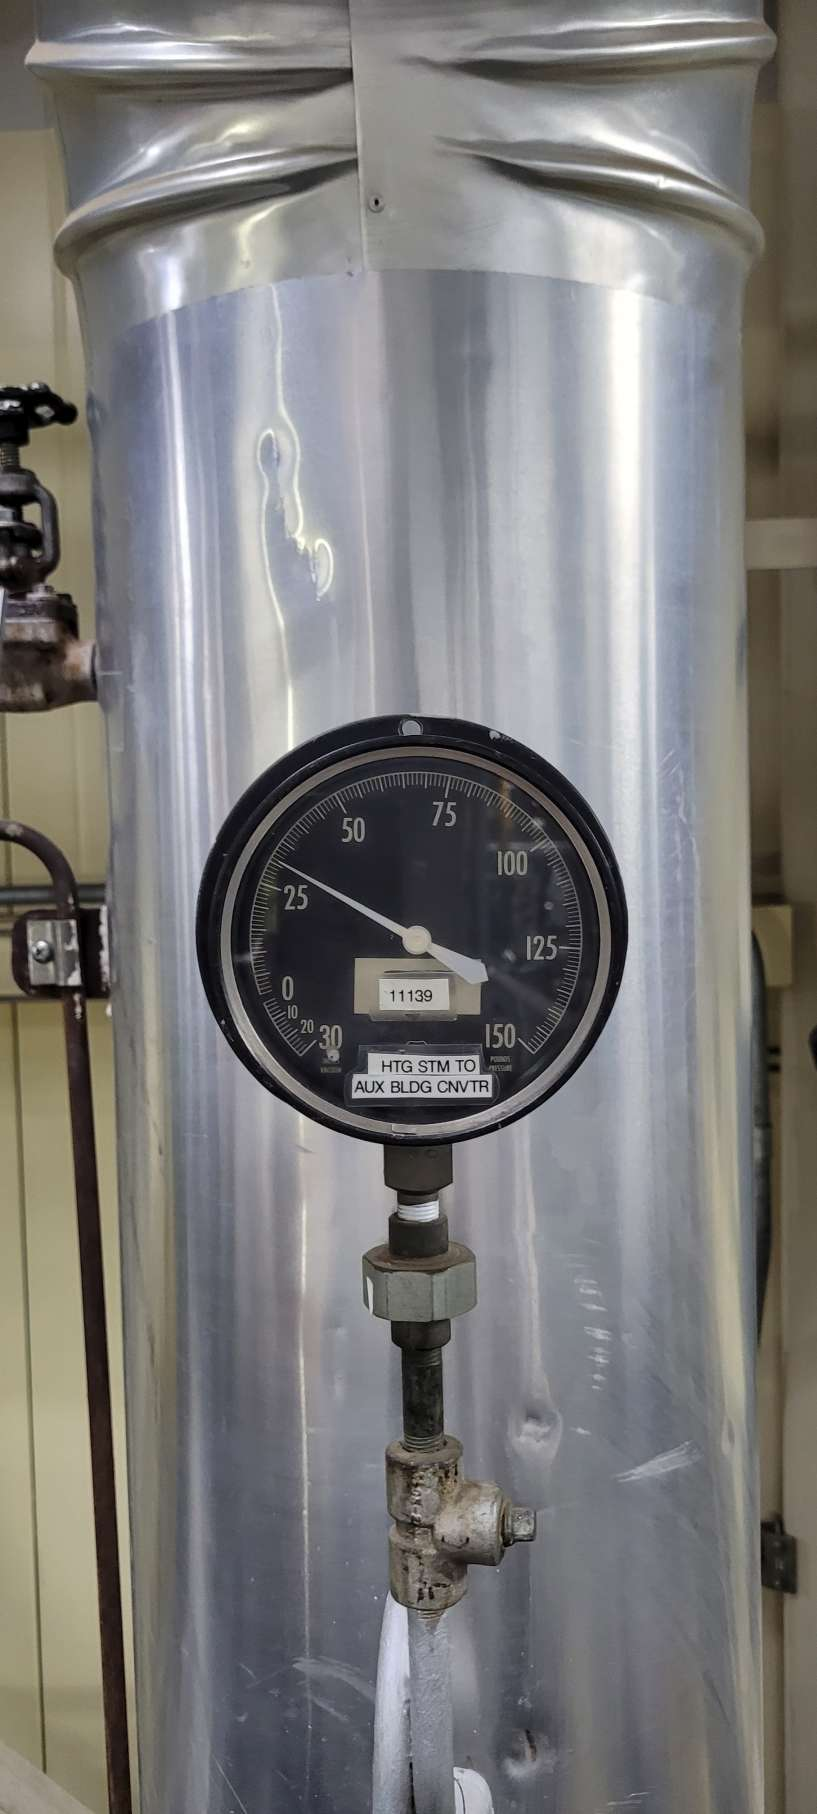 75
50
100
25
125
0
10
20
30
150
VACUUM
POUNDS
PRESSURE
11139
HTG STM TO
AUX BLDG CNVTR